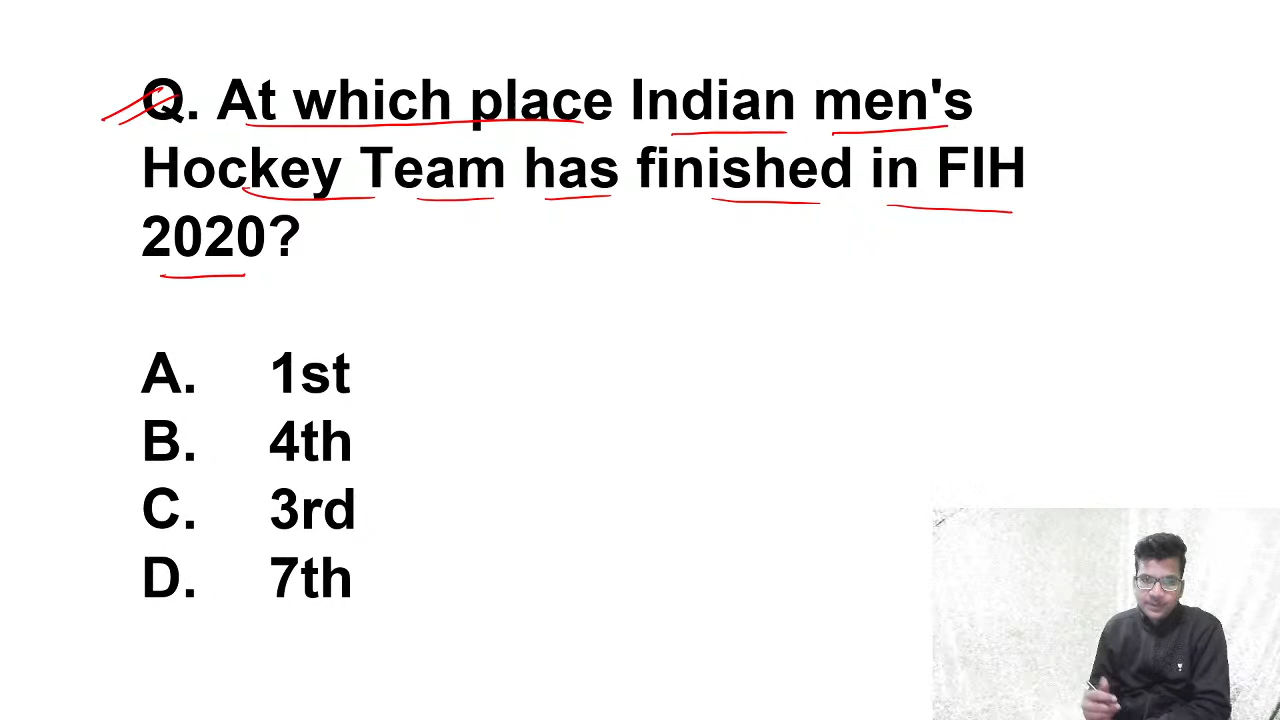 Q. At which place Indian men's
Hockey Team has finished in FIH
2020?
A. 1st
B. 4th
C. 3rd
D. 7th